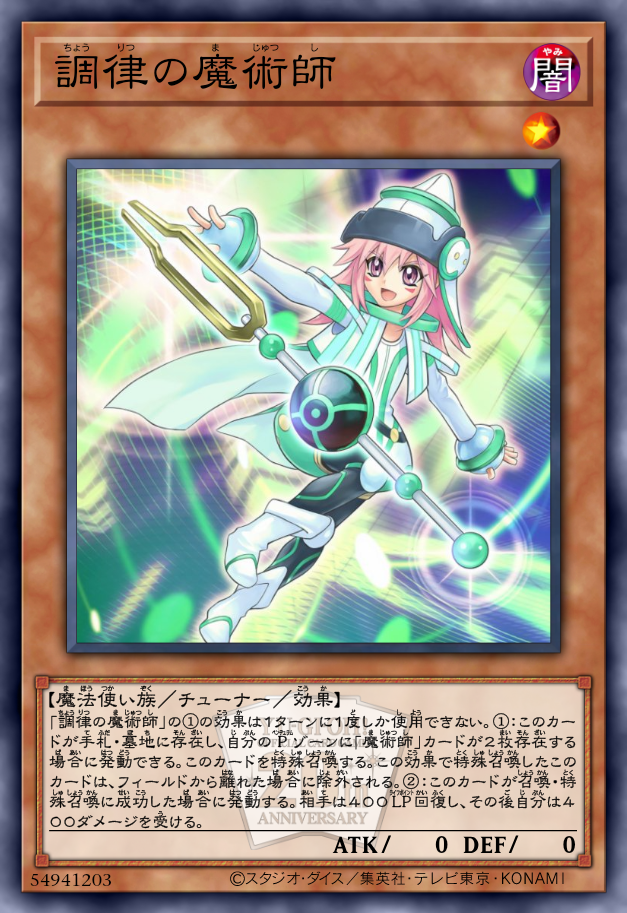 調律の魔術師
闇
【魔法使い族／チューナー／効果】
「調律の魔術師」の①の効果は1ターンに1度しか使用できない。①：このカー
ドが手札・墓地に存在し、自分のPゾーンに「魔術師」カードが2枚存在する
場合に発動できる。このカードを特殊召喚する。この効果で特殊召喚したこの
カードは、フィールドから離れた場合に除外される。②：このカードが召喚・特
殊召喚に成功した場合に発動する。相手は400LP回復し、その後自分は4
00ダメージを受ける。
ANNIVERSARY
ATK/ 0 DEF/ 0
54941203 ©スタジオ・ダイス／集英社・テレビ東京・KONAMI